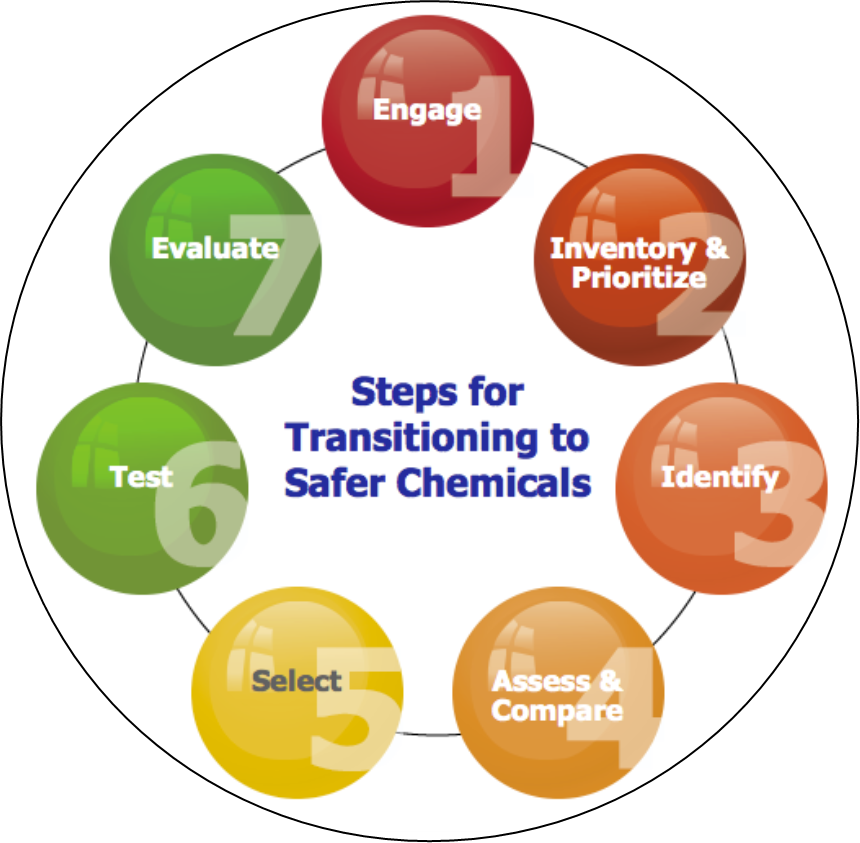 Engage
1
Inventory &
Prioritize
2
Identify
3
Assess &
Compare
4
Select
5
Test
6
Evaluate
7
Steps for
Transitioning to
Safer Chemicals